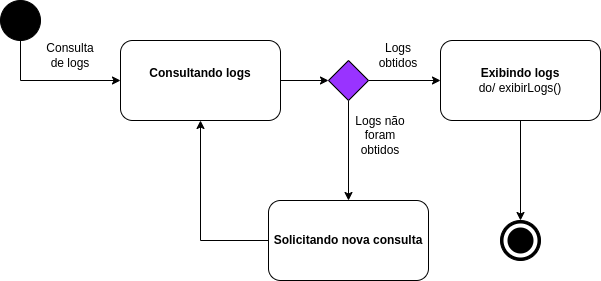 Consulta
de logs
Consultando logs
Logs
obtidos
Exibindo logs
do/ exibirLogs()
Logs não
foram
obtidos
Solicitando nova consulta